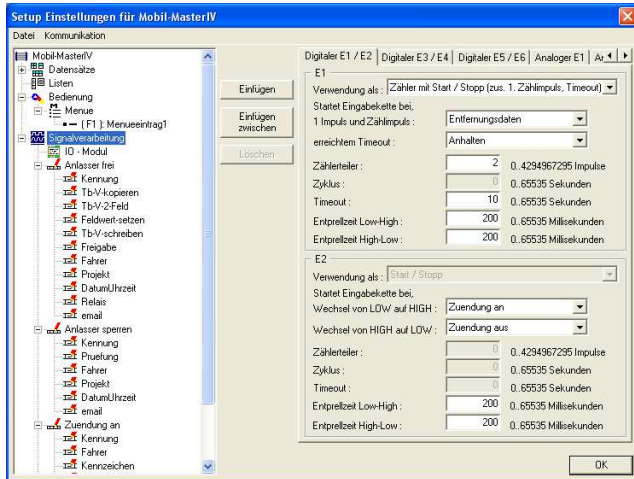 Setup Einstellungen für Mobil-MasterIV
Datei Kommunikation
Mobil-MasterIV
Datensätze
Listen
Bedienung
Menue
( F1 ): Menueeintrag1
Signalverarbeitung
IO - Modul
Anlasser frei
Kennung
Tb-V-kopieren
Tb-V-2-Feld
Feldwert-setzen
Tb-V-schreiben
Freigabe
Fahrer
Projekt
DatumUhrzeit
Relais
email
Anlasser sperren
Kennung
Pruefung
Fahrer
Projekt
DatumUhrzeit
email
Zuendung an
Kennung
Fahrer
Kennzeichen
Einfügen
Einfügen
zwischen
Löschen
Digitaler E1 / E2 Digitaler E3 / E4 Digitaler E5 / E6 Analoger E1
E1
Verwendung als : Zähler mit Start / Stopp (zus. 1. Zählimpuls, Timeout)
Startet Eingabekette bei,
1 Impuls und Zählimpuls : Entfernungsdaten
erreichtem Timeout : Anhalten
Zählerteiler : 2 0..4294967295 Impulse
Zyklus : 0 0..65535 Sekunden
Timeout : 10 0..65535 Sekunden
Entprellzeit Low-High : 200 0..65535 Millisekunden
Entprellzeit High-Low : 200 0..65535 Millisekunden
E2
Verwendung als : Start / Stopp
Startet Eingabekette bei,
Wechsel von LOW auf HIGH : Zuendung an
Wechsel von HIGH auf LOW : Zuendung aus
Zählerteiler : 0 0..4294967295 Impulse
Zyklus : 0 0..65535 Sekunden
Timeout : 0 0..65535 Sekunden
Entprellzeit Low-High : 200 0..65535 Millisekunden
Entprellzeit High-Low : 200 0..65535 Millisekunden
OK